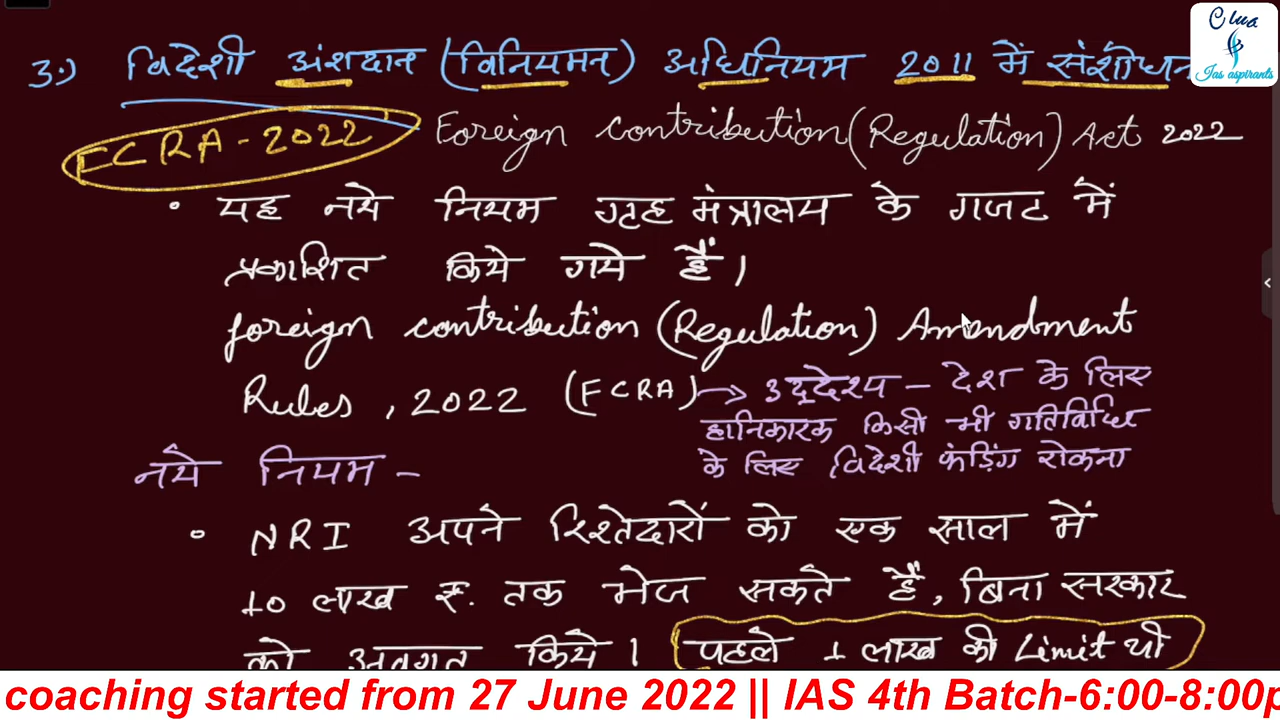 Clue
Ias aspirants
3.) विदेशी अंशदान (विनियमन) अधिनियम 2011 में संशोधन
FCRA-2022 Foreign contribution (Regulation) Act 2022
• यह नये नियम गृह मंत्रालय के गजट में
प्रकाशित किये गये हैं।
foreign contribution (Regulation) Amendment
Rules, 2022 (FCRA) → उद्देश्य - देश के लिए
हानिकारक किसी भी गतिविधि
के लिए विदेशी फंडिंग रोकना
नये नियम -
• NRI अपने रिश्तेदारों को एक साल में
10 लाख रु. तक भेज सकते हैं, बिना सरकार
को अवगत किये। पहले 1 लाख की Limit थी
coaching started from 27 June 2022 || IAS 4th Batch-6:00-8:00p